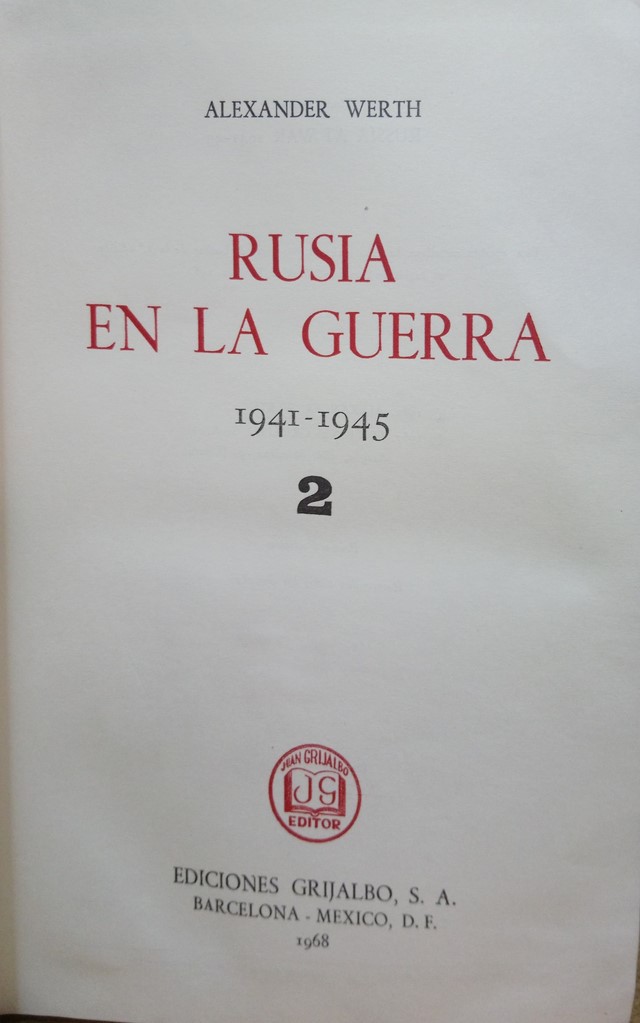 ALEXANDER WERTH
RUSIA
EN LA GUERRA
1941-1945
2
JUAN GRIJALBO
JG
EDITOR
EDICIONES GRIJALBO, S. A.
BARCELONA - MEXICO, D. F.
1968